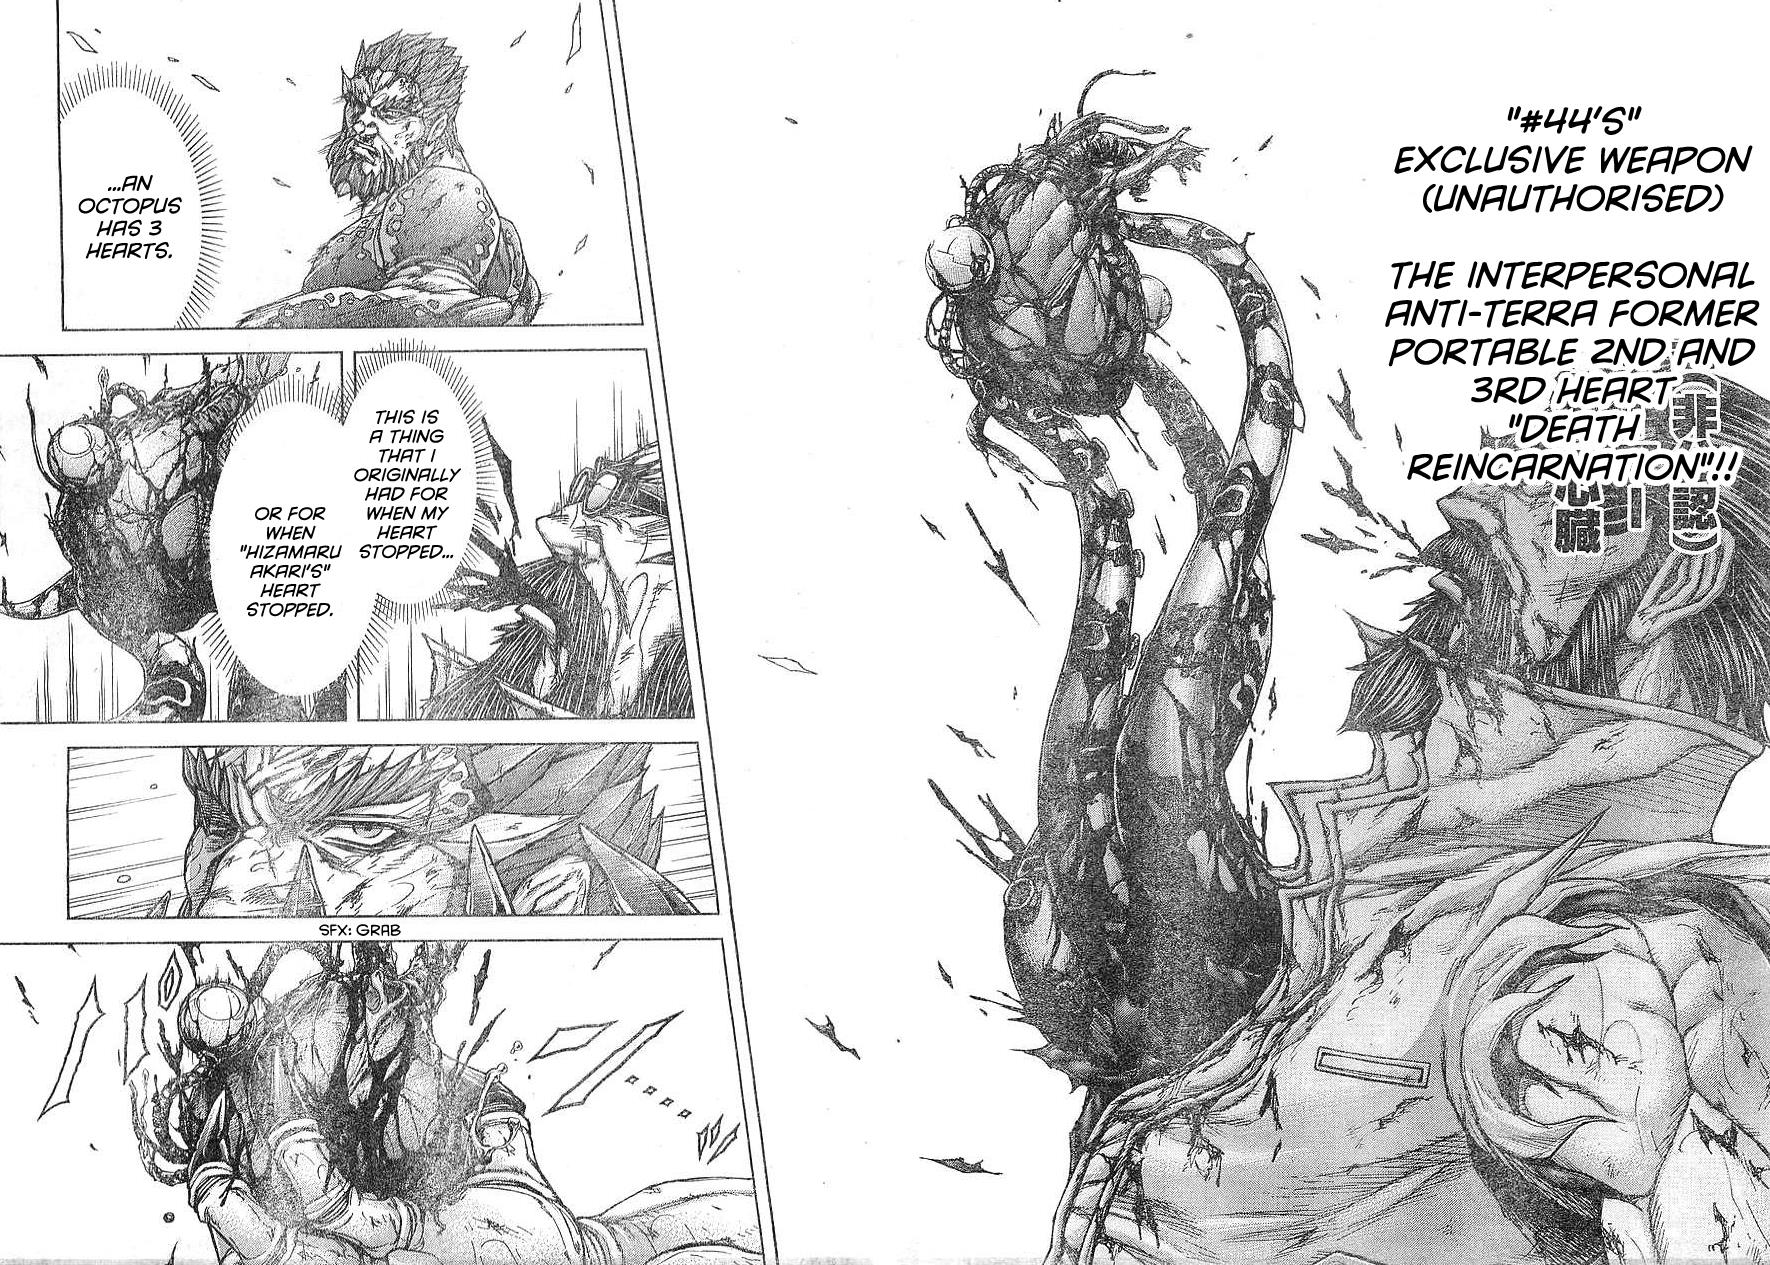 "#44'S"
EXCLUSIVE WEAPON
(UNAUTHORISED)
THE INTERPERSONAL
ANTI-TERRA FORMER
PORTABLE 2ND AND
3RD HEART
"DEATH
REINCARNATION"!!
...AN
OCTOPUS
HAS 3
HEARTS.
THIS IS
A THING
THAT I
ORIGINALLY
HAD FOR
WHEN MY
HEART
STOPPED...
OR FOR
WHEN
"HIZAMARU
AKARI'S"
HEART
STOPPED.
SFX: GRAB